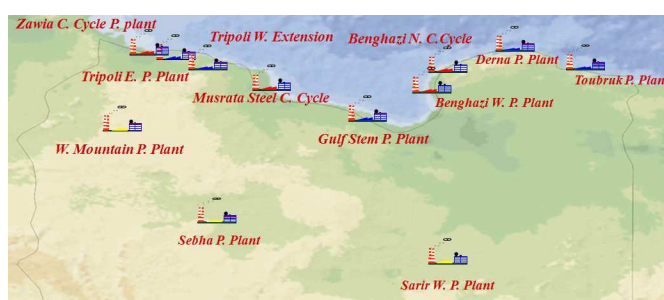 Zawia C. Cycle P. plant
Tripoli W. Extension
Benghazi N. C.Cycle
Derna P. Plant
Tripoli E. P. Plant
Toubruk P. Plan
Musrata Steel C. Cycle
Benghazi W. P. Plant
Gulf Stem P. Plant
W. Mountain P. Plant
Sebha P. Plant
Sarir W. P. Plant